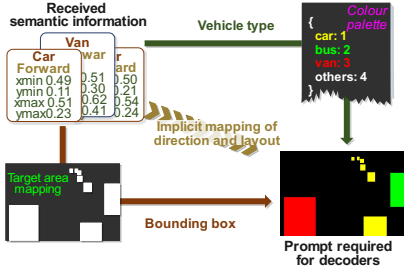 Received
semantic information
Vehicle type
Colour
palette
{
car: 1
bus: 2
van: 3
others: 4
}
Van
Car
Forward
xmin 0.49
ymin 0.11
xmax 0.51
ymax 0.23
0.51
0.30
0.62
0.41
0.50
0.21
0.54
0.24
Implicit mapping of
direction and layout
Target area
mapping
Bounding box
Prompt required
for decoders